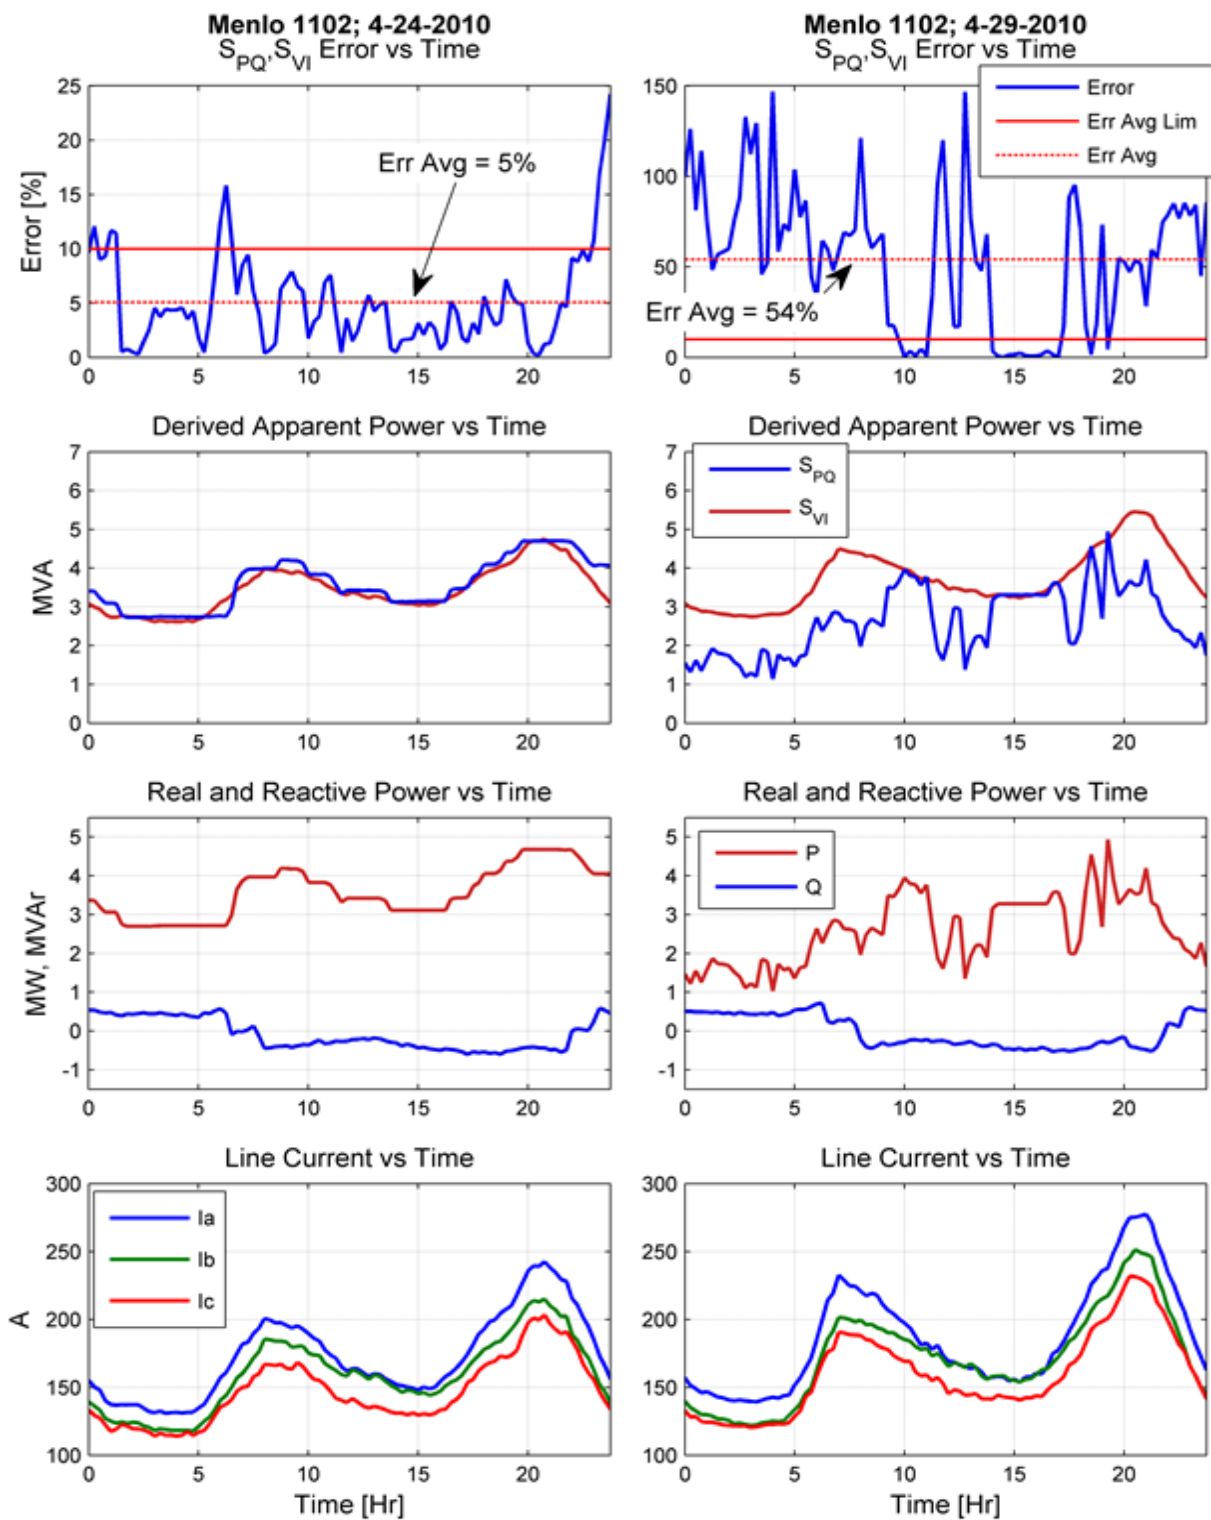 Menlo 1102; 4-24-2010
S_PQ,S_VI Error vs Time
25
20
15
10
5
0
Error [%]
Err Avg = 5%
0 5 10 15 20
Menlo 1102; 4-29-2010
S_PQ,S_VI Error vs Time
150
100
50
0
Error
Err Avg Lim
Err Avg
Err Avg = 54%
0 5 10 15 20
Derived Apparent Power vs Time
7
6
5
4
3
2
1
0
MVA
0 5 10 15 20
Derived Apparent Power vs Time
7
6
5
4
3
2
1
0
S_PQ
S_VI
0 5 10 15 20
Real and Reactive Power vs Time
5
4
3
2
1
0
-1
MW, MVAr
0 5 10 15 20
Real and Reactive Power vs Time
5
4
3
2
1
0
-1
P
Q
0 5 10 15 20
Line Current vs Time
300
250
200
150
100
A
Ia
Ib
Ic
0 5 10 15 20
Time [Hr]
Line Current vs Time
300
250
200
150
100
0 5 10 15 20
Time [Hr]